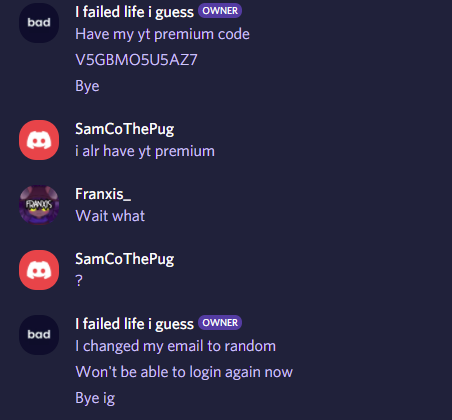 bad
I failed life i guess OWNER
Have my yt premium code
V5GBMO5U5AZ7
Bye
SamCoThePug
i alr have yt premium
FRANXIS
Franxis_
Wait what
SamCoThePug
?
bad
I failed life i guess OWNER
I changed my email to random
Won't be able to login again now
Bye ig